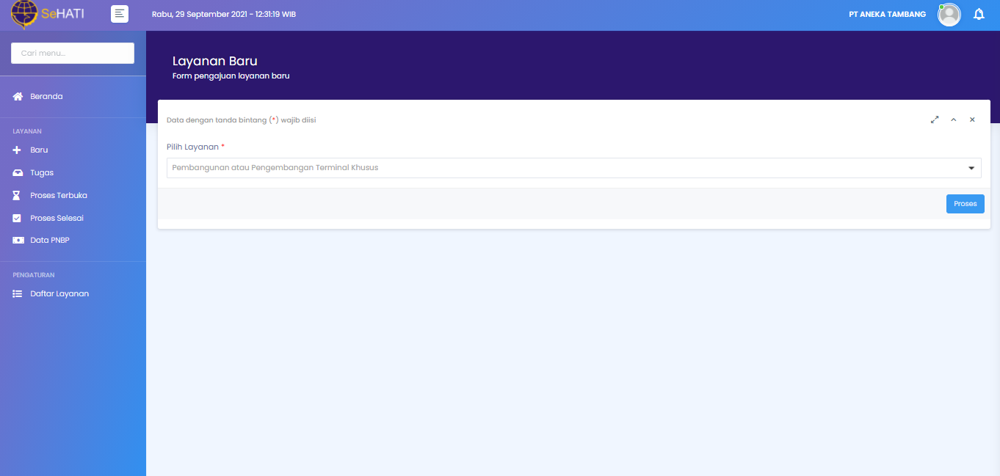 SeHATI
Rabu, 29 September 2021 - 12:31:19 WIB
PT ANEKA TAMBANG
Cari menu...
Beranda
LAYANAN
Baru
Tugas
Proses Terbuka
Proses Selesai
Data PNBP
PENGATURAN
Daftar Layanan
Layanan Baru
Form pengajuan layanan baru
Data dengan tanda bintang (*) wajib diisi
Pilih Layanan *
Pembangunan atau Pengembangan Terminal Khusus
Proses